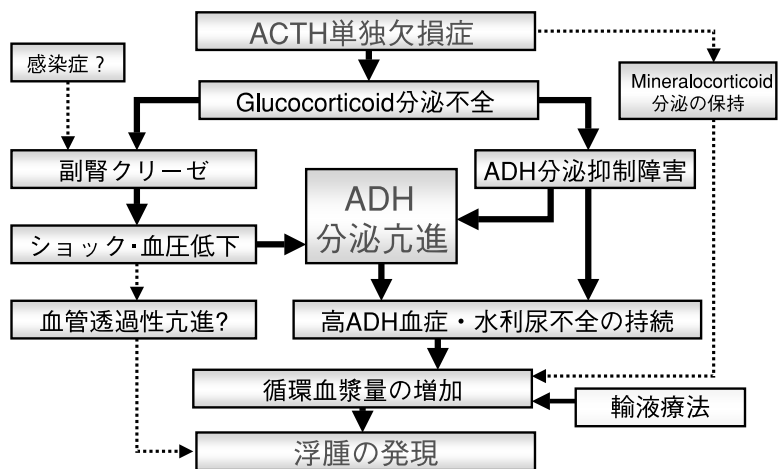 ACTH単独欠損症
感染症？
Mineralocorticoid
分泌の保持
Glucocorticoid分泌不全
副腎クリーゼ
ADH分泌抑制障害
ADH
分泌亢進
ショック・血圧低下
血管透過性亢進?
高ADH血症・水利尿不全の持続
循環血漿量の増加
輸液療法
浮腫の発現